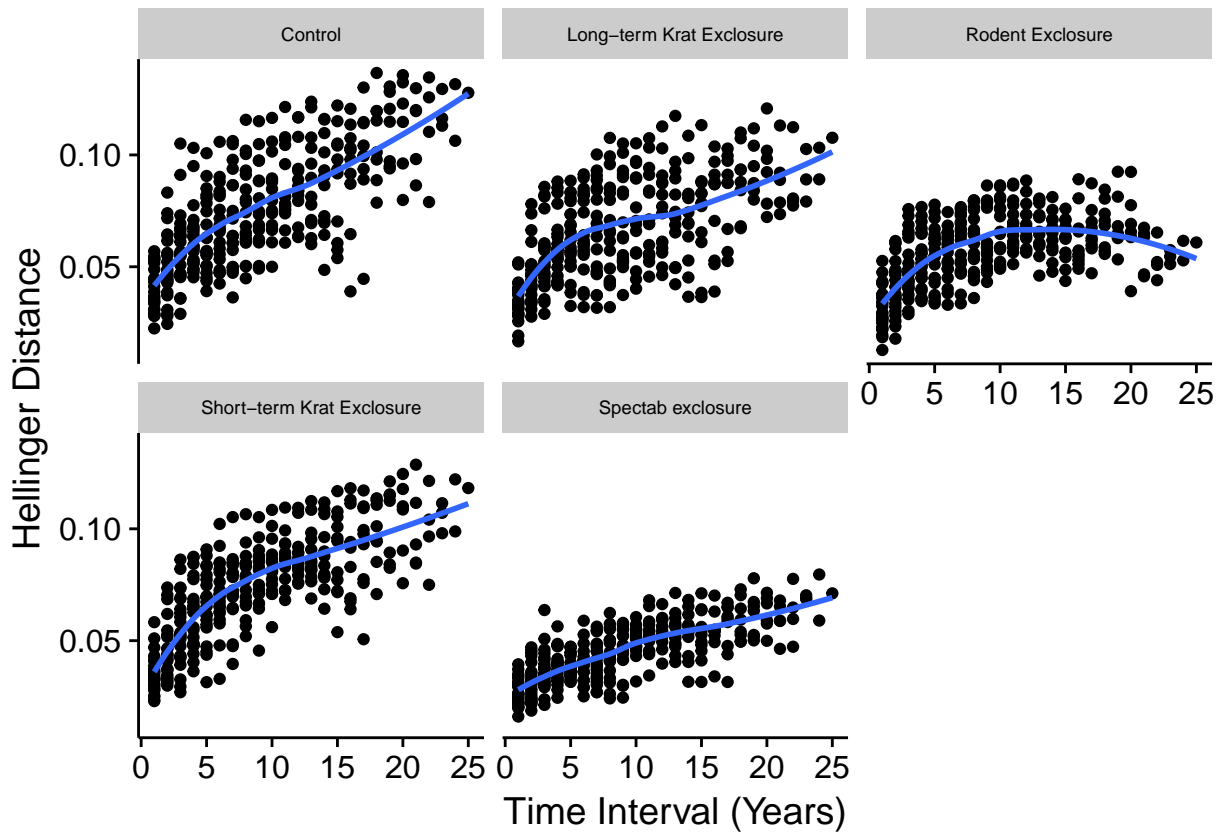 Control
Long−term Krat Exclosure
Rodent Exclosure
0.10
0.05
0 5 10 15 20 25
Short−term Krat Exclosure
Spectab exclosure
0.10
0.05
0 5 10 15 20 25
0 5 10 15 20 25
Hellinger Distance
Time Interval (Years)